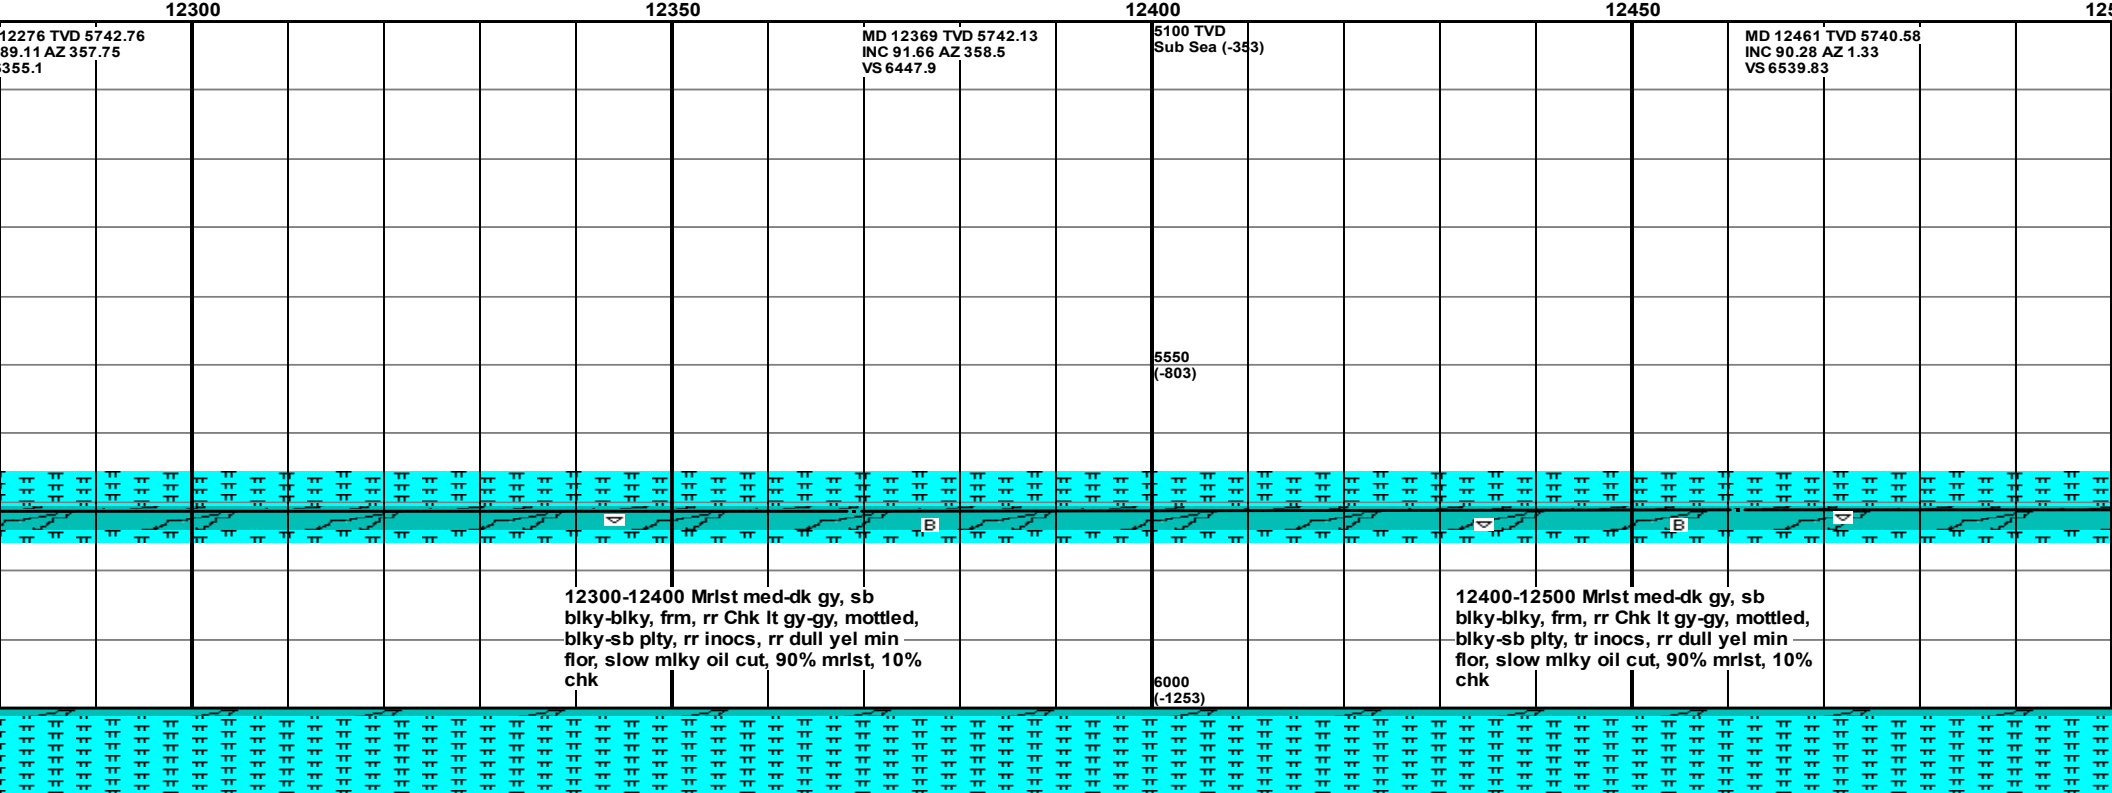 12300 12350 12400 12450
12276 TVD 5742.76
89.11 AZ 357.75
6355.1
MD 12369 TVD 5742.13
INC 91.66 AZ 358.5
VS 6447.9
5100 TVD
Sub Sea (-353)
MD 12461 TVD 5740.58
INC 90.28 AZ 1.33
VS 6539.83
5550
(-803)
B B
12300-12400 Mrlst med-dk gy, sb
blky-blky, frm, rr Chk lt gy-gy, mottled,
blky-sb plty, rr inocs, rr dull yel min
flor, slow mlky oil cut, 90% mrlst, 10%
chk
12400-12500 Mrlst med-dk gy, sb
blky-blky, frm, rr Chk lt gy-gy, mottled,
blky-sb plty, tr inocs, rr dull yel min
flor, slow mlky oil cut, 90% mrlst, 10%
chk
6000
(-1253)